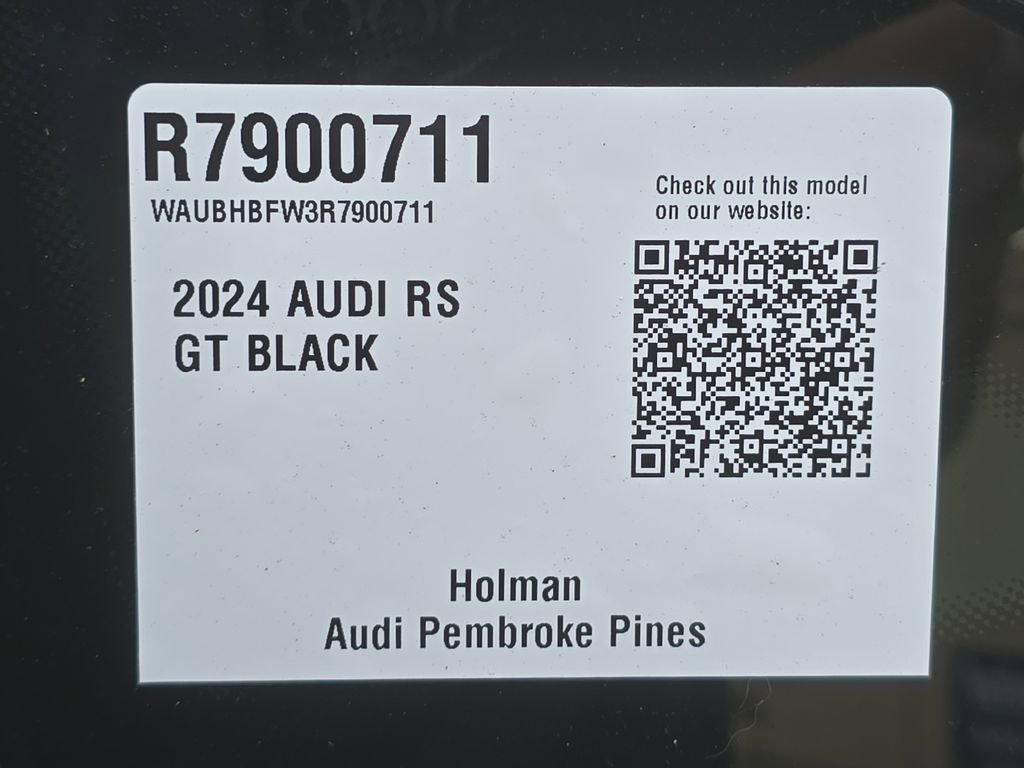 R7900711
WAUBHBFW3R7900711
2024 AUDI RS
GT BLACK
Check out this model
on our website:
Holman
Audi Pembroke Pines